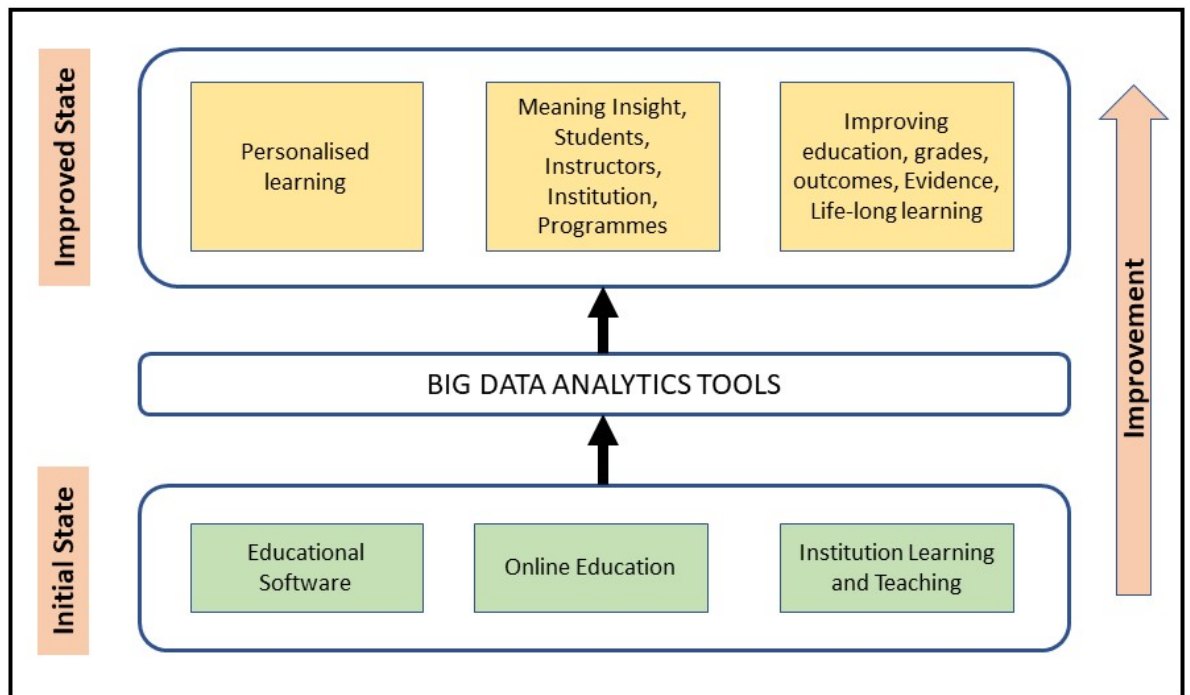 Improved State
Personalised
learning
Meaning Insight,
Students,
Instructors,
Institution,
Programmes
Improving
education, grades,
outcomes, Evidence,
Life-long learning
Improvement
BIG DATA ANALYTICS TOOLS
Initial State
Educational
Software
Online Education
Institution Learning
and Teaching